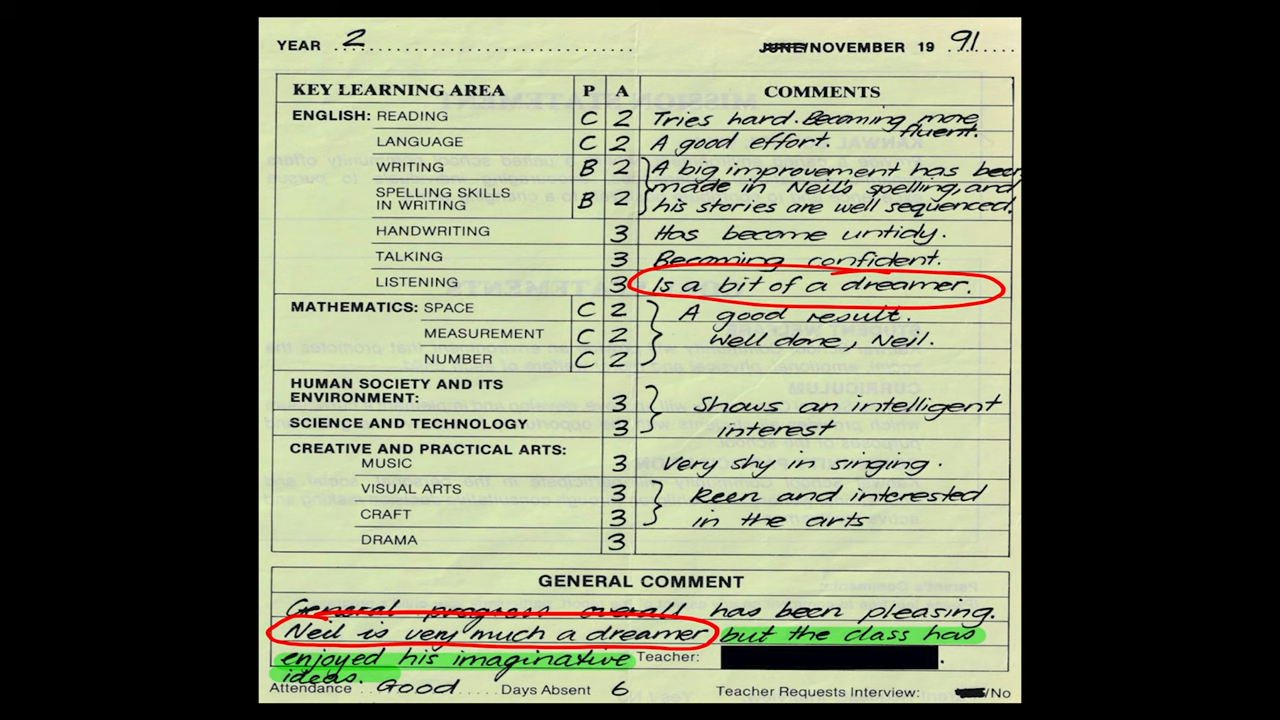 YEAR 2 JUNE/NOVEMBER 19 91
KEY LEARNING AREA P A COMMENTS
ENGLISH: READING C 2 Tries hard. Becoming more fluent.
LANGUAGE C 2 A good effort.
WRITING B 2 A big improvement has been
made in Neil's spelling, and
SPELLING SKILLS
IN WRITING B 2 his stories are well sequenced.
HANDWRITING 3 Has become untidy.
TALKING 3 Becoming confident.
LISTENING 3 Is a bit of a dreamer.
MATHEMATICS: SPACE C 2 A good result.
MEASUREMENT C 2 Well done, Neil.
NUMBER C 2
HUMAN SOCIETY AND ITS
ENVIRONMENT: 3 Shows an intelligent
SCIENCE AND TECHNOLOGY 3 interest
CREATIVE AND PRACTICAL ARTS:
MUSIC 3 Very shy in singing.
VISUAL ARTS 3 Keen and interested
CRAFT 3 in the arts
DRAMA 3
GENERAL COMMENT
General progress overall has been pleasing.
Neil is very much a dreamer but the class has
enjoyed his imaginative Teacher:
ideas.
Attendance Good Days Absent 6 Teacher Requests Interview: /No